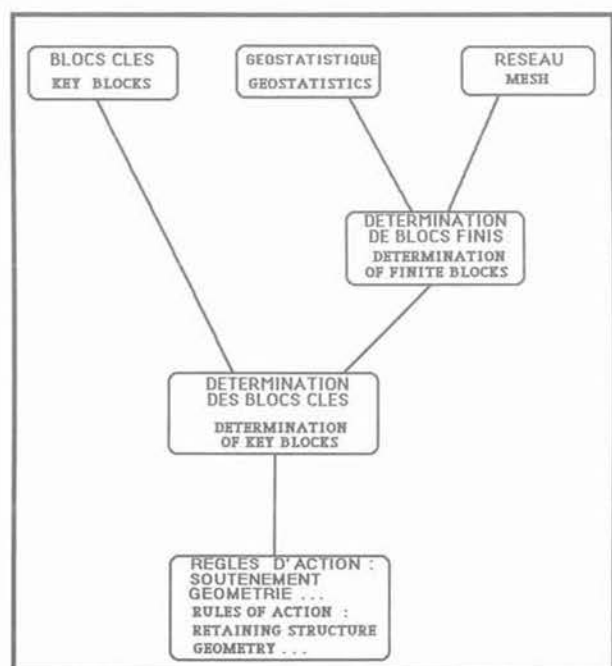 BLOCS CLES
KEY BLOCKS
GEOSTATISTIQUE
GEOSTATISTICS
RESEAU
MESH
DETERMINATION
DE BLOCS FINIS
DETERMINATION
OF FINITE BLOCKS
DETERMINATION
DES BLOCS CLES
DETERMINATION
OF KEY BLOCKS
REGLES D'ACTION :
SOUTENEMENT
GEOMETRIE ...
RULES OF ACTION :
RETAINING STRUCTURE
GEOMETRY ...